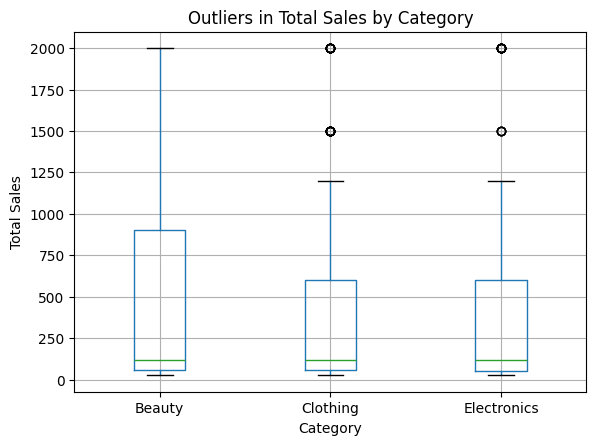 Outliers in Total Sales by Category
2000
1750
1500
1250
1000
750
500
250
0
Total Sales
Beauty
Clothing
Electronics
Category